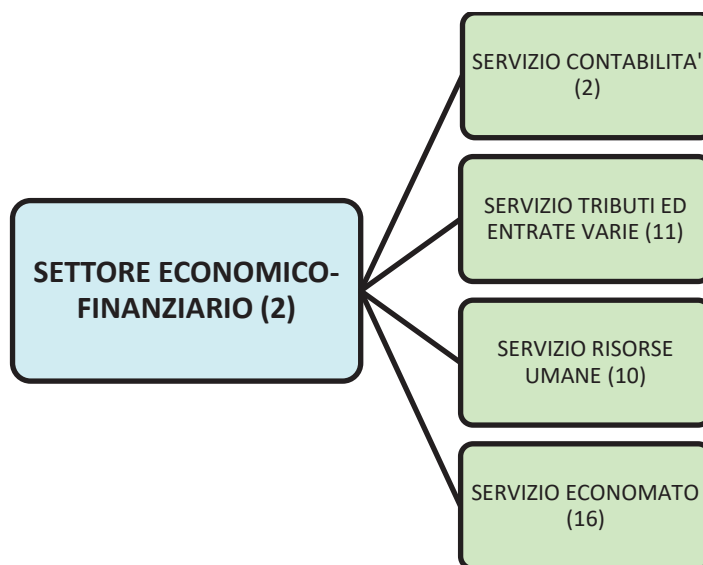 SERVIZIO CONTABILITA'
(2)
SERVIZIO TRIBUTI ED
ENTRATE VARIE (11)
SETTORE ECONOMICO-
FINANZIARIO (2)
SERVIZIO RISORSE
UMANE (10)
SERVIZIO ECONOMATO
(16)